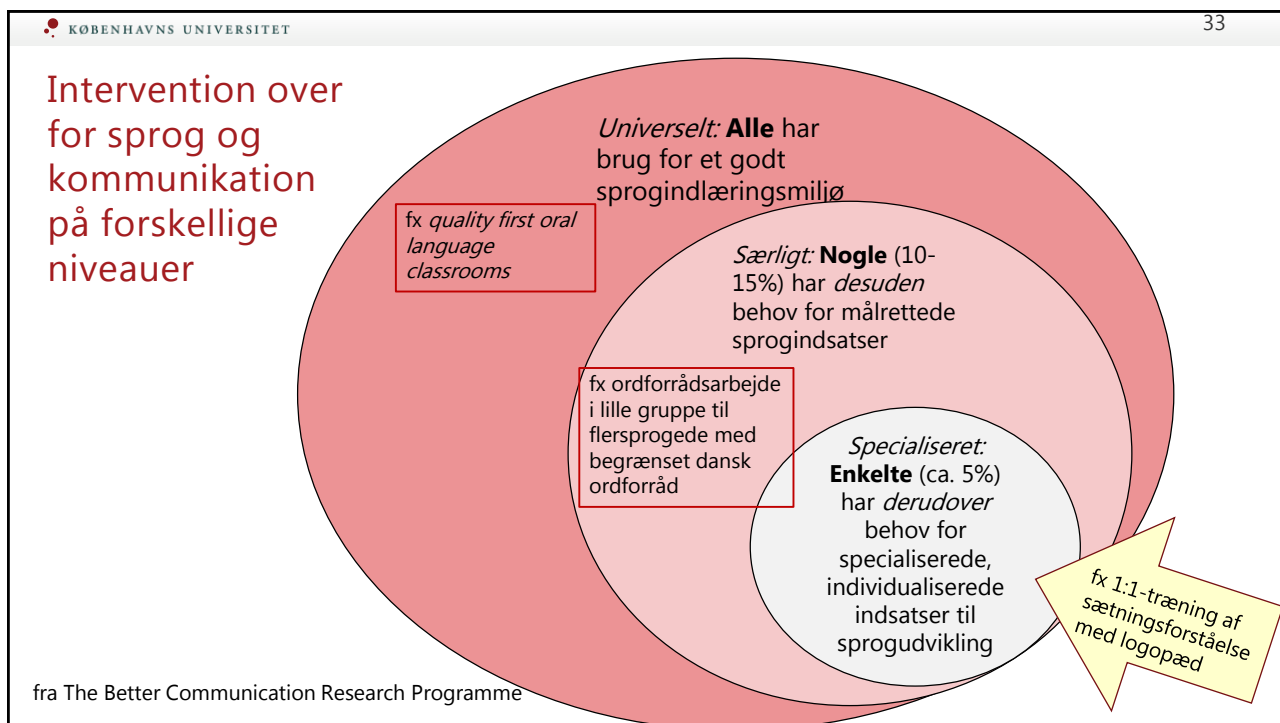 KØBENHAVNS UNIVERSITET
33
Intervention over
for sprog og
kommunikation
på forskellige
niveauer
Universelt: Alle har
brug for et godt
sprogindlæringsmiljø
fx quality first oral
language
classrooms
Særligt: Nogle (10-
15%) har desuden
behov for målrettede
sprogindsatser
fx ordforrådsarbejde
i lille gruppe til
flersprogede med
begrænset dansk
ordforråd
Specialiseret:
Enkelte (ca. 5%)
har derudover
behov for
specialiserede,
individualiserede
indsatser til
sprogudvikling
fx 1:1-træning af
sætningsforståelse
med logopæd
fra The Better Communication Research Programme